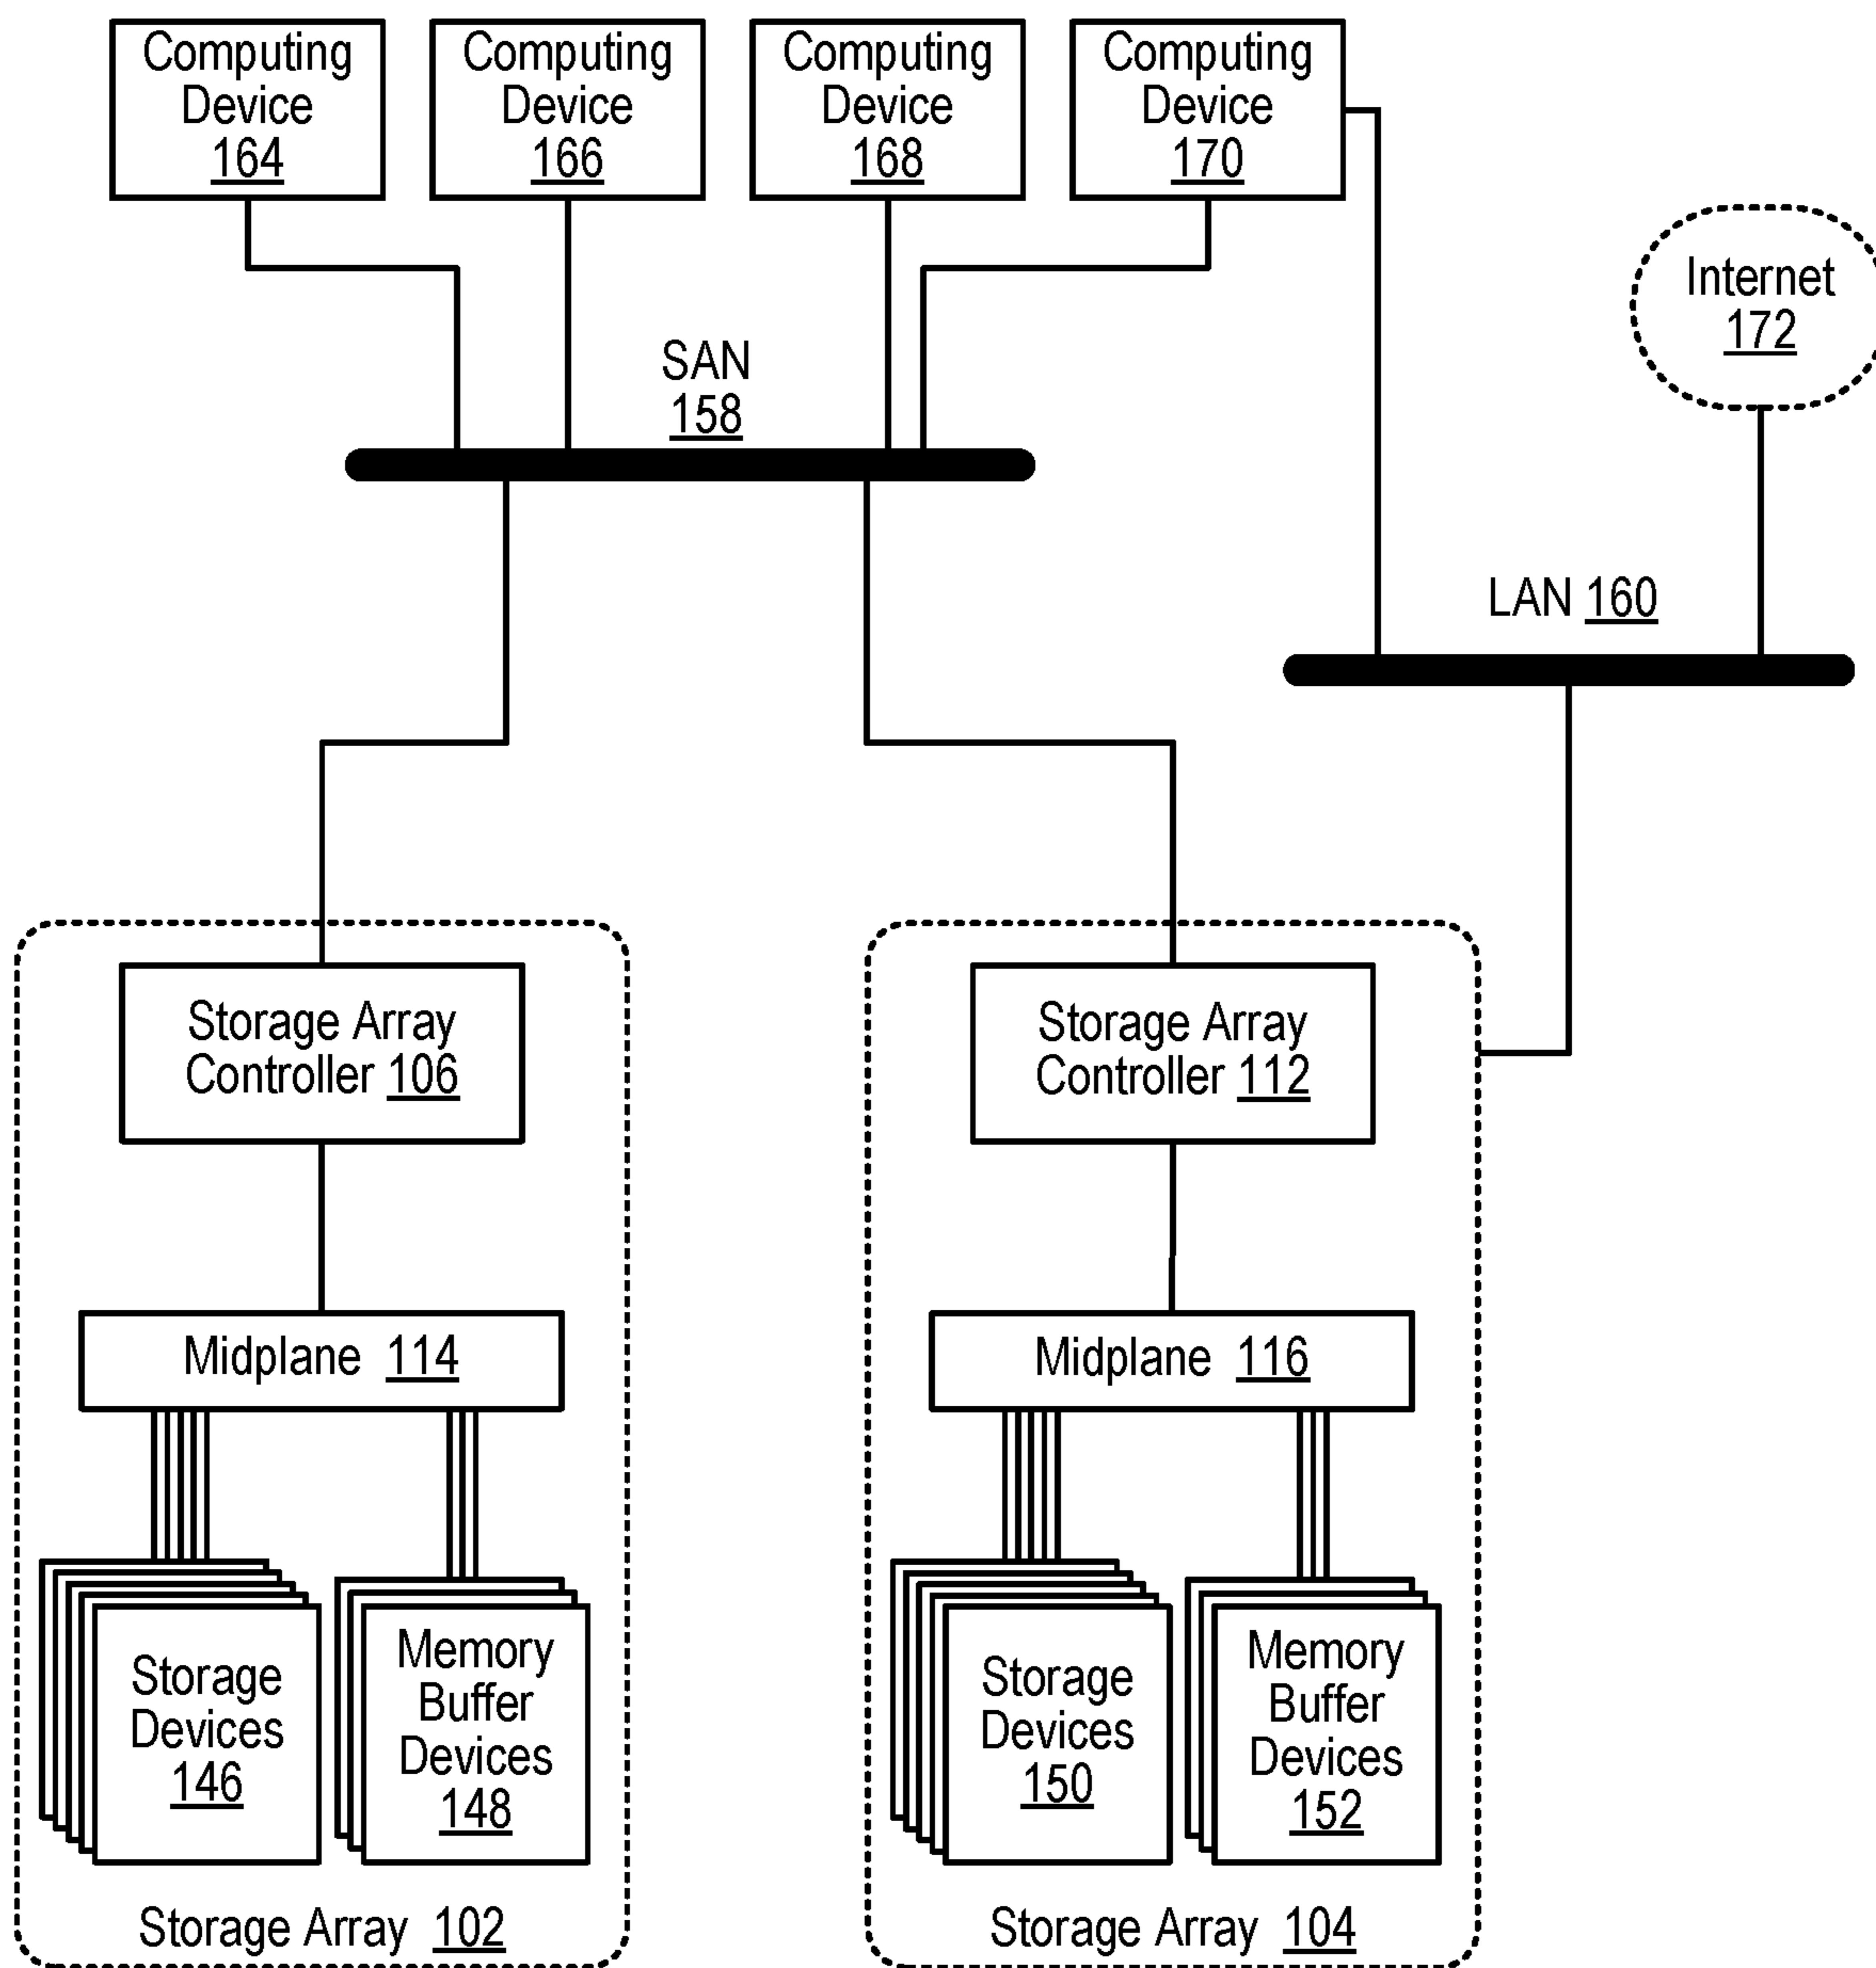 Computing
Device
164
Computing
Device
166
Computing
Device
168
Computing
Device
170
Internet
172
SAN
158
LAN 160
Storage Array
Controller 106
Storage Array
Controller 112
Midplane 114
Midplane 116
Storage
Devices
146
Memory
Buffer
Devices
148
Storage
Devices
150
Memory
Buffer
Devices
152
Storage Array 102
Storage Array 104